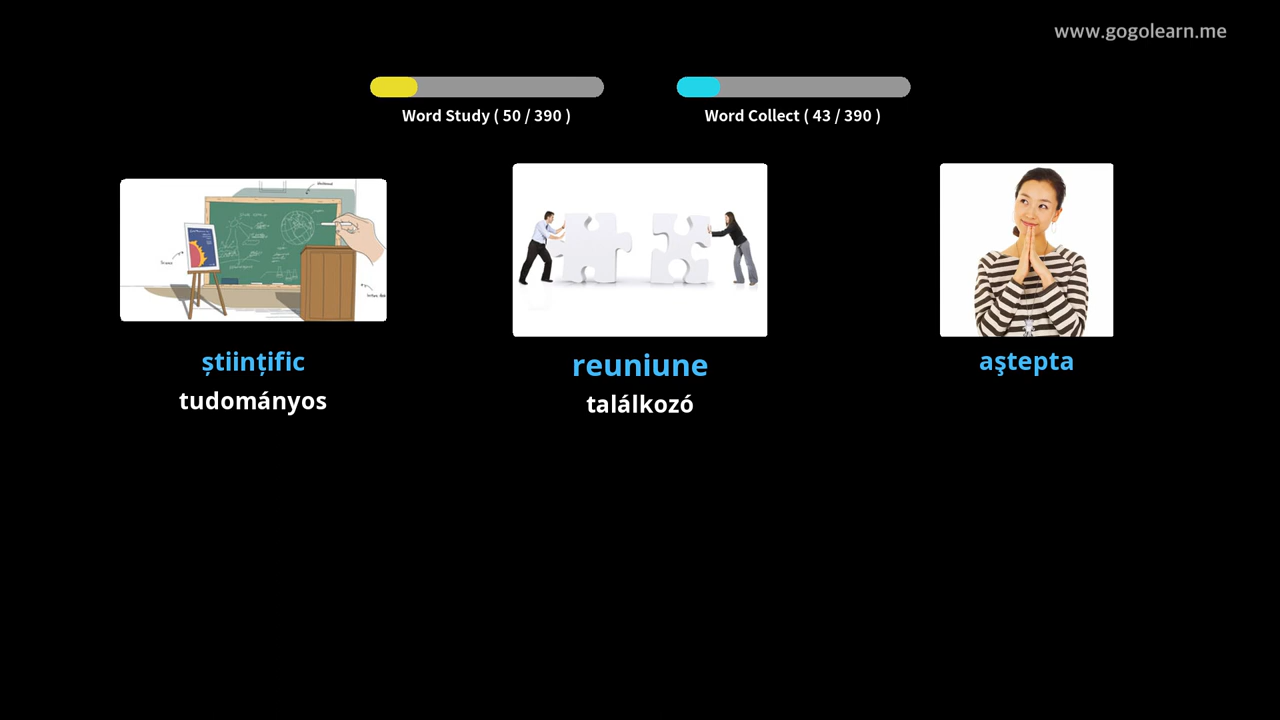 www.gogolearn.me
Word Study ( 50 / 390 )
Word Collect ( 43 / 390 )
științific
tudományos
reuniune
találkozó
aştepta